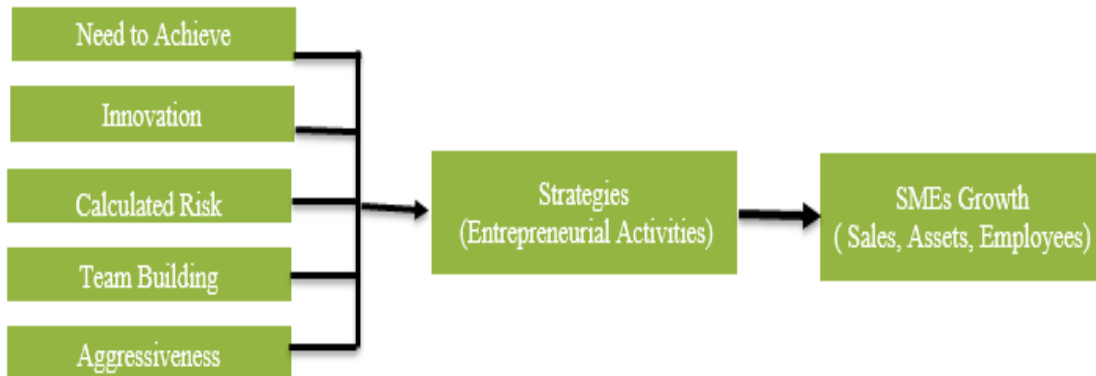 Need to Achieve
Innovation
Calculated Risk
Team Building
Aggressiveness
Strategies
(Entrepreneurial Activities)
SMEs Growth
( Sales, Assets, Employees)